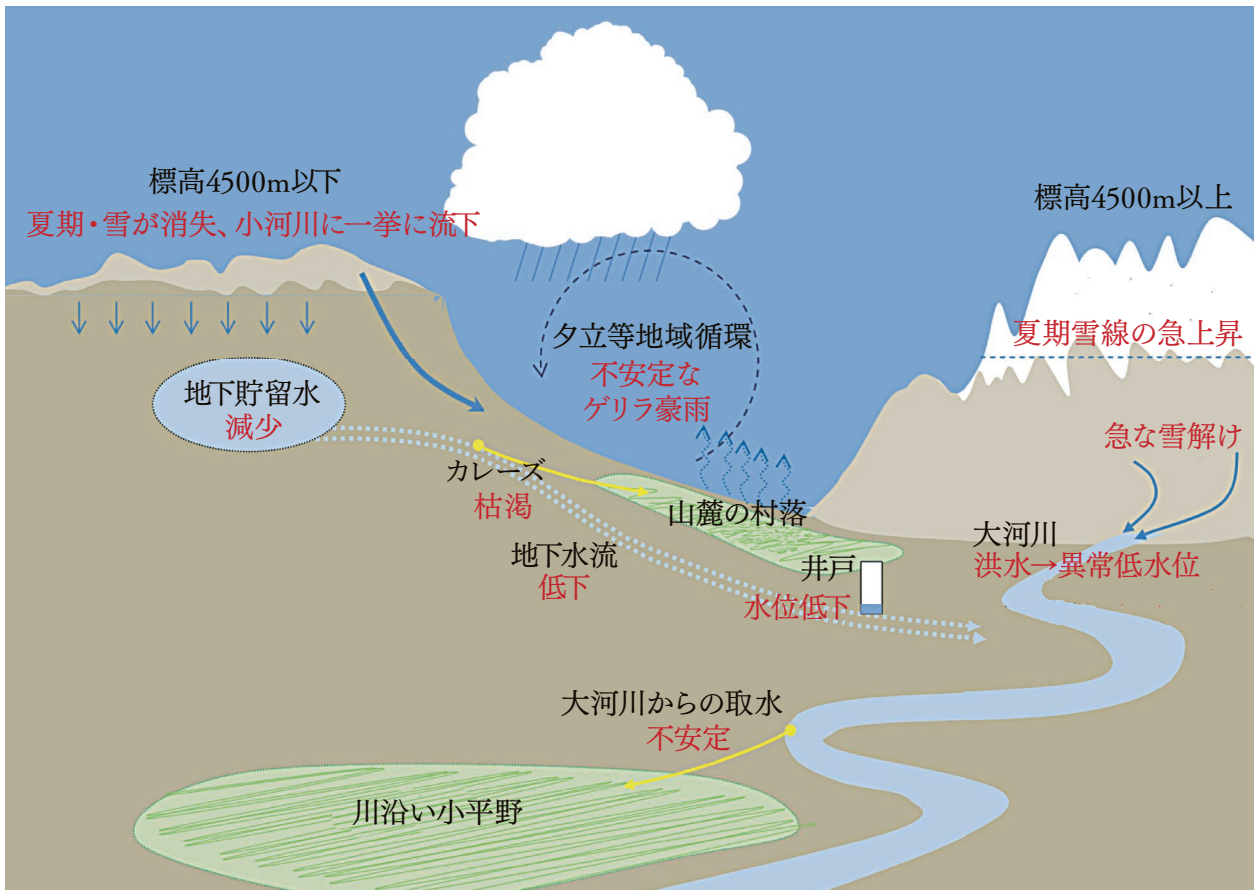 標高4500m以下
夏期・雪が消失、小河川に一挙に流下
標高4500m以上
夏期雪線の急上昇
夕立等地域循環
不安定な
ゲリラ豪雨
地下貯留水
減少
急な雪解け
カレーズ
枯渇
山麓の村落
地下水流
低下
井戸
水位低下
大河川
洪水→異常低水位
大河川からの取水
不安定
川沿い小平野